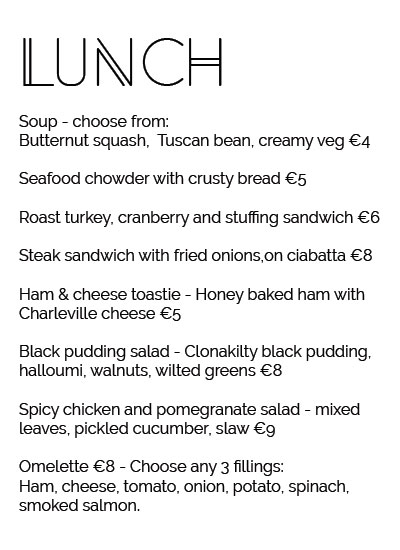 LUNCH
Soup - choose from:
Butternut squash, Tuscan bean, creamy veg €4
Seafood chowder with crusty bread €5
Roast turkey, cranberry and stuffing sandwich €6
Steak sandwich with fried onions,on ciabatta €8
Ham & cheese toastie - Honey baked ham with
Charleville cheese €5
Black pudding salad - Clonakilty black pudding,
halloumi, walnuts, wilted greens €8
Spicy chicken and pomegranate salad - mixed
leaves, pickled cucumber, slaw €9
Omelette €8 - Choose any 3 fillings:
Ham, cheese, tomato, onion, potato, spinach,
smoked salmon.